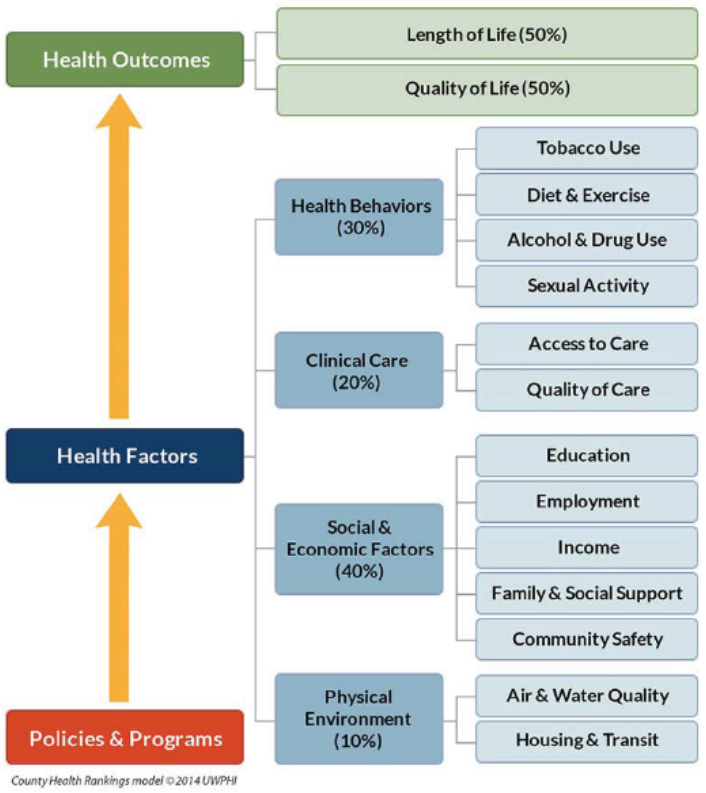 Health Outcomes
Length of Life (50%)
Quality of Life (50%)
Health Factors
Health Behaviors
(30%)
Tobacco Use
Diet & Exercise
Alcohol & Drug Use
Sexual Activity
Clinical Care
(20%)
Access to Care
Quality of Care
Social &
Economic Factors
(40%)
Education
Employment
Income
Family & Social Support
Community Safety
Physical
Environment
(10%)
Air & Water Quality
Housing & Transit
Policies & Programs
County Health Rankings model © 2014 UWPHI